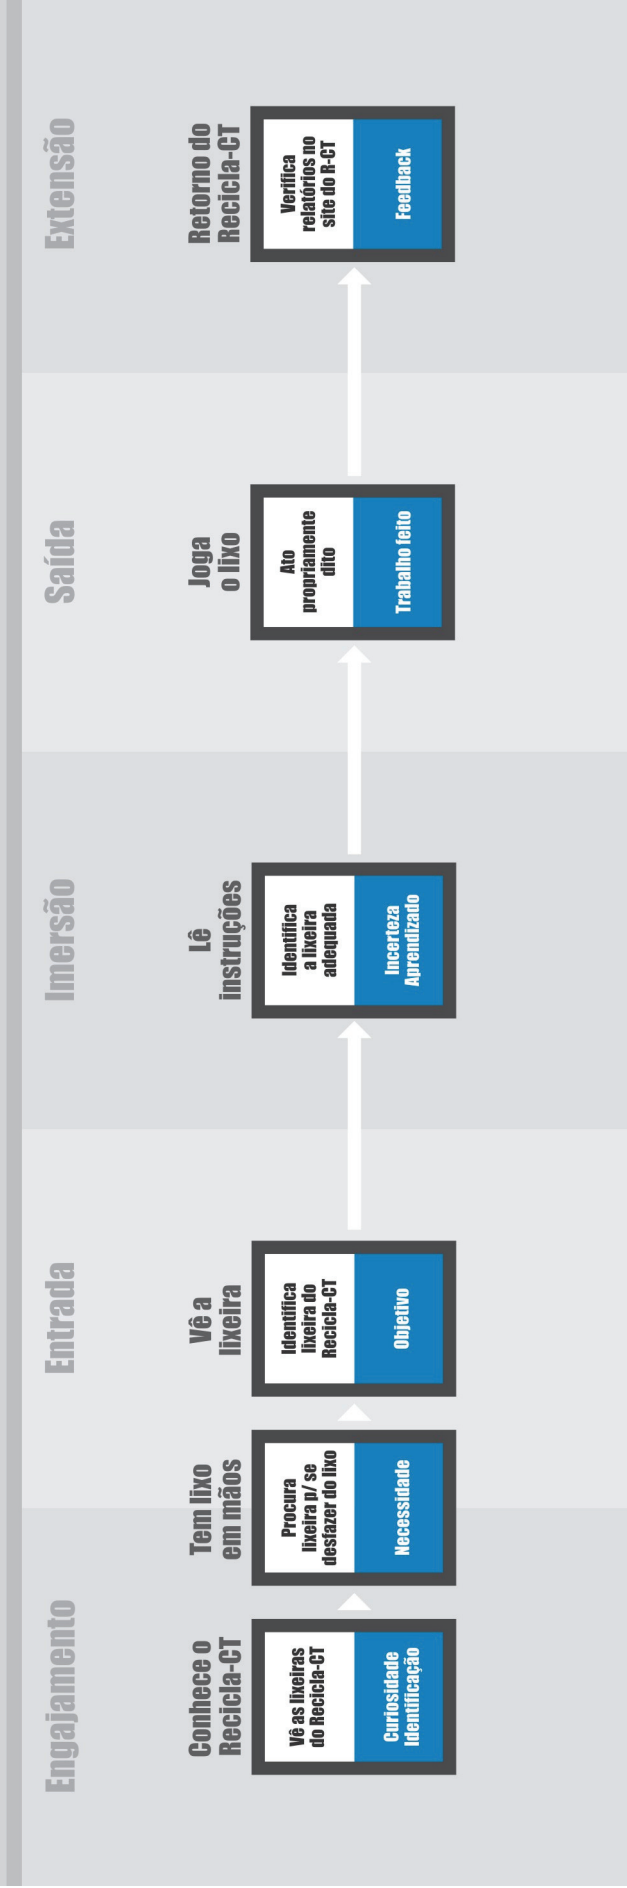 Engajamento
Entrada
Imersão
Saída
Extensão
Conhece o
Recicla-CT
Vê as lixeiras
do Recicla-CT
Curiosidade
Identificação
Tem lixo
em mãos
Procura
lixeira p/ se
desfazer do lixo
Necessidade
Vê a
lixeira
Identifica
lixeira do
Recicla-CT
Objetivo
Lê
instruções
Identifica
a lixeira
adequada
Incerteza
Aprendizado
Joga
o lixo
Ato
propriamente
dito
Trabalho feito
Retorno do
Recicla-CT
Verifica
relatórios no
site do R-CT
Feedback